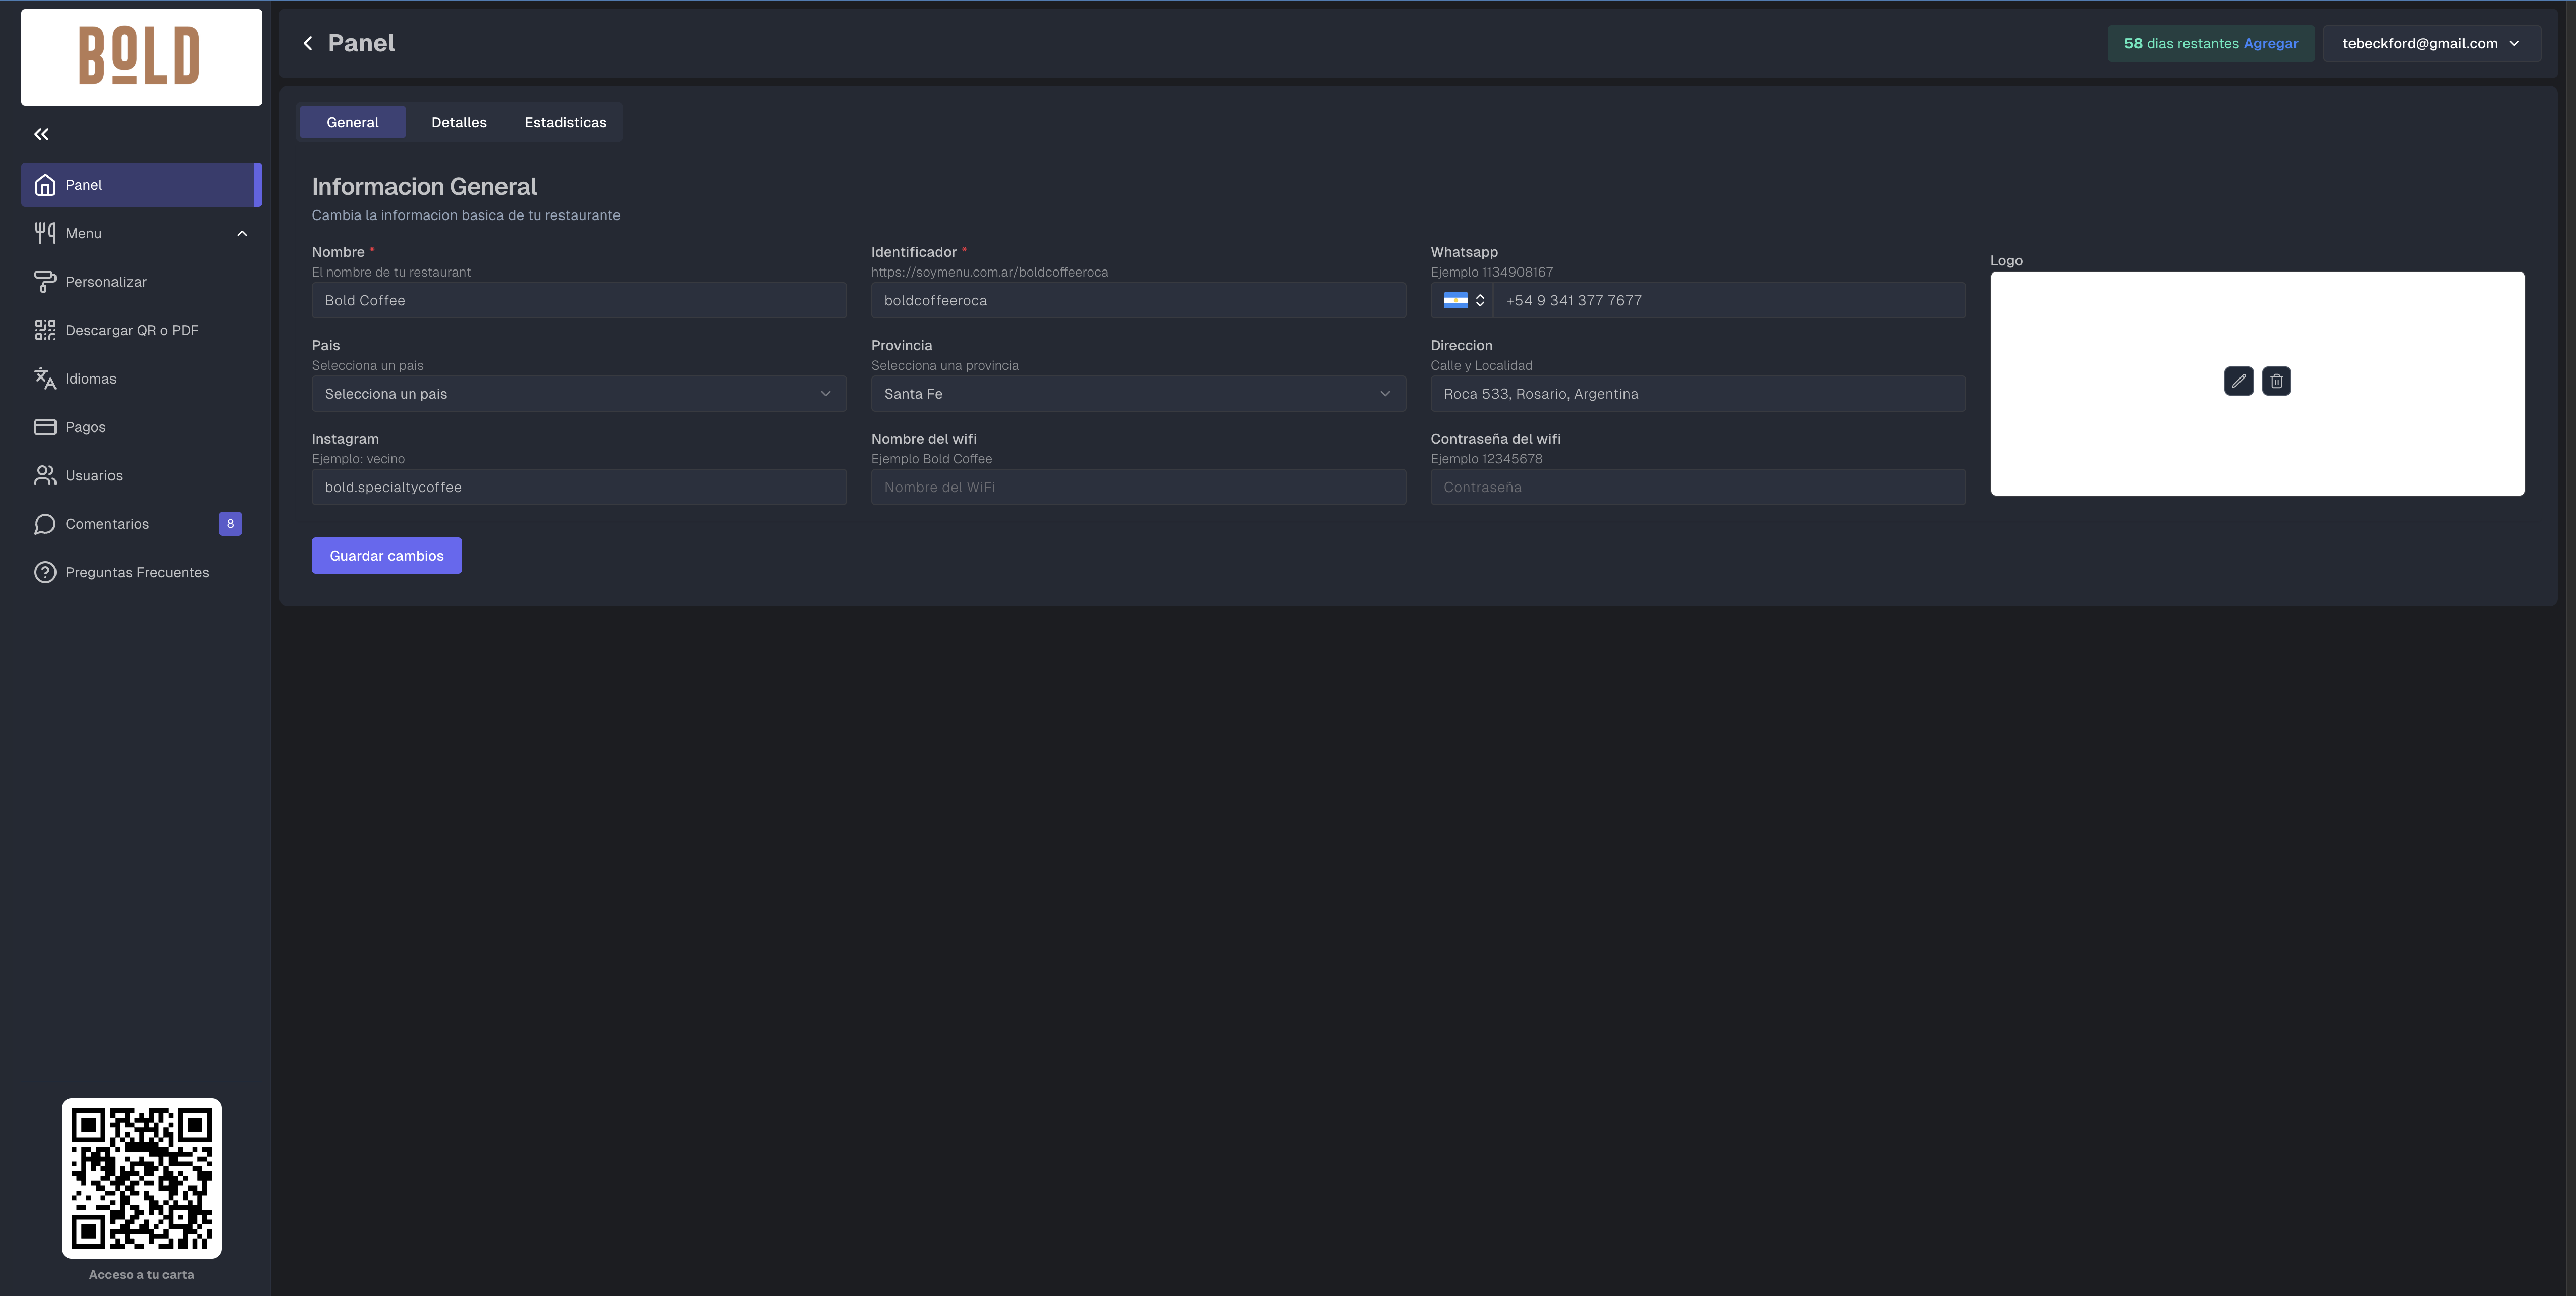 BOLD
Panel
58 dias restantes Agregar
tebeckford@gmail.com
Panel
Menu
Personalizar
Descargar QR o PDF
Idiomas
Pagos
Usuarios
Comentarios 8
Preguntas Frecuentes
Acceso a tu carta
General Detalles Estadisticas
Informacion General
Cambia la informacion basica de tu restaurante
Nombre *
El nombre de tu restaurant
Bold Coffee
Identificador *
https://soymenu.com.ar/boldcoffeeroca
boldcoffeeroca
Whatsapp
Ejemplo 1134908167
+54 9 341 377 7677
Pais
Selecciona un pais
Selecciona un pais
Provincia
Selecciona una provincia
Santa Fe
Direccion
Calle y Localidad
Roca 533, Rosario, Argentina
Instagram
Ejemplo: vecino
bold.specialtycoffee
Nombre del wifi
Ejemplo Bold Coffee
Nombre del WiFi
Contraseña del wifi
Ejemplo 12345678
Contraseña
Logo
Guardar cambios